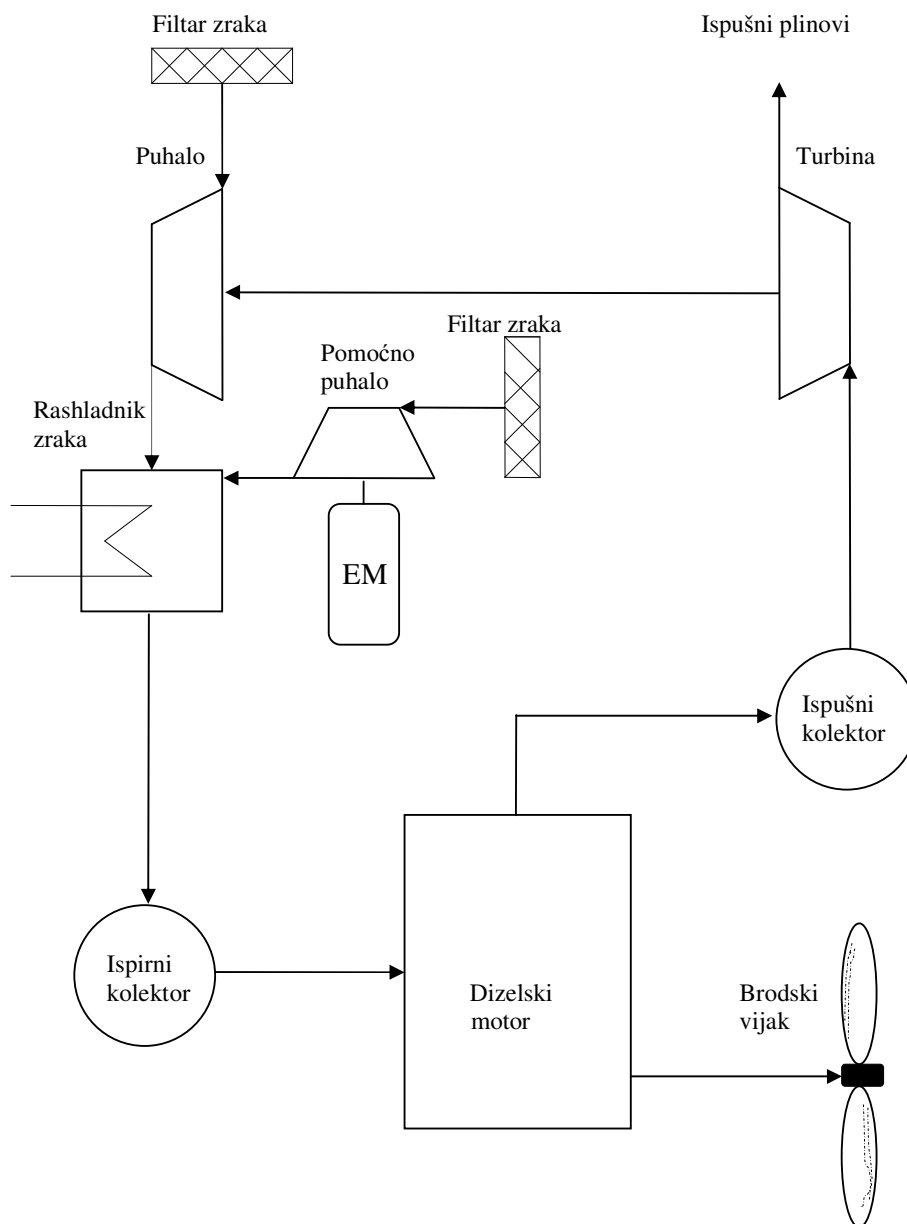 Filtar zraka
Ispušni plinovi
Puhalo
Turbina
Filtar zraka
Pomoćno
puhalo
Rashladnik
zraka
EM
Ispušni
kolektor
Ispirni
kolektor
Dizelski
motor
Brodski
vijak